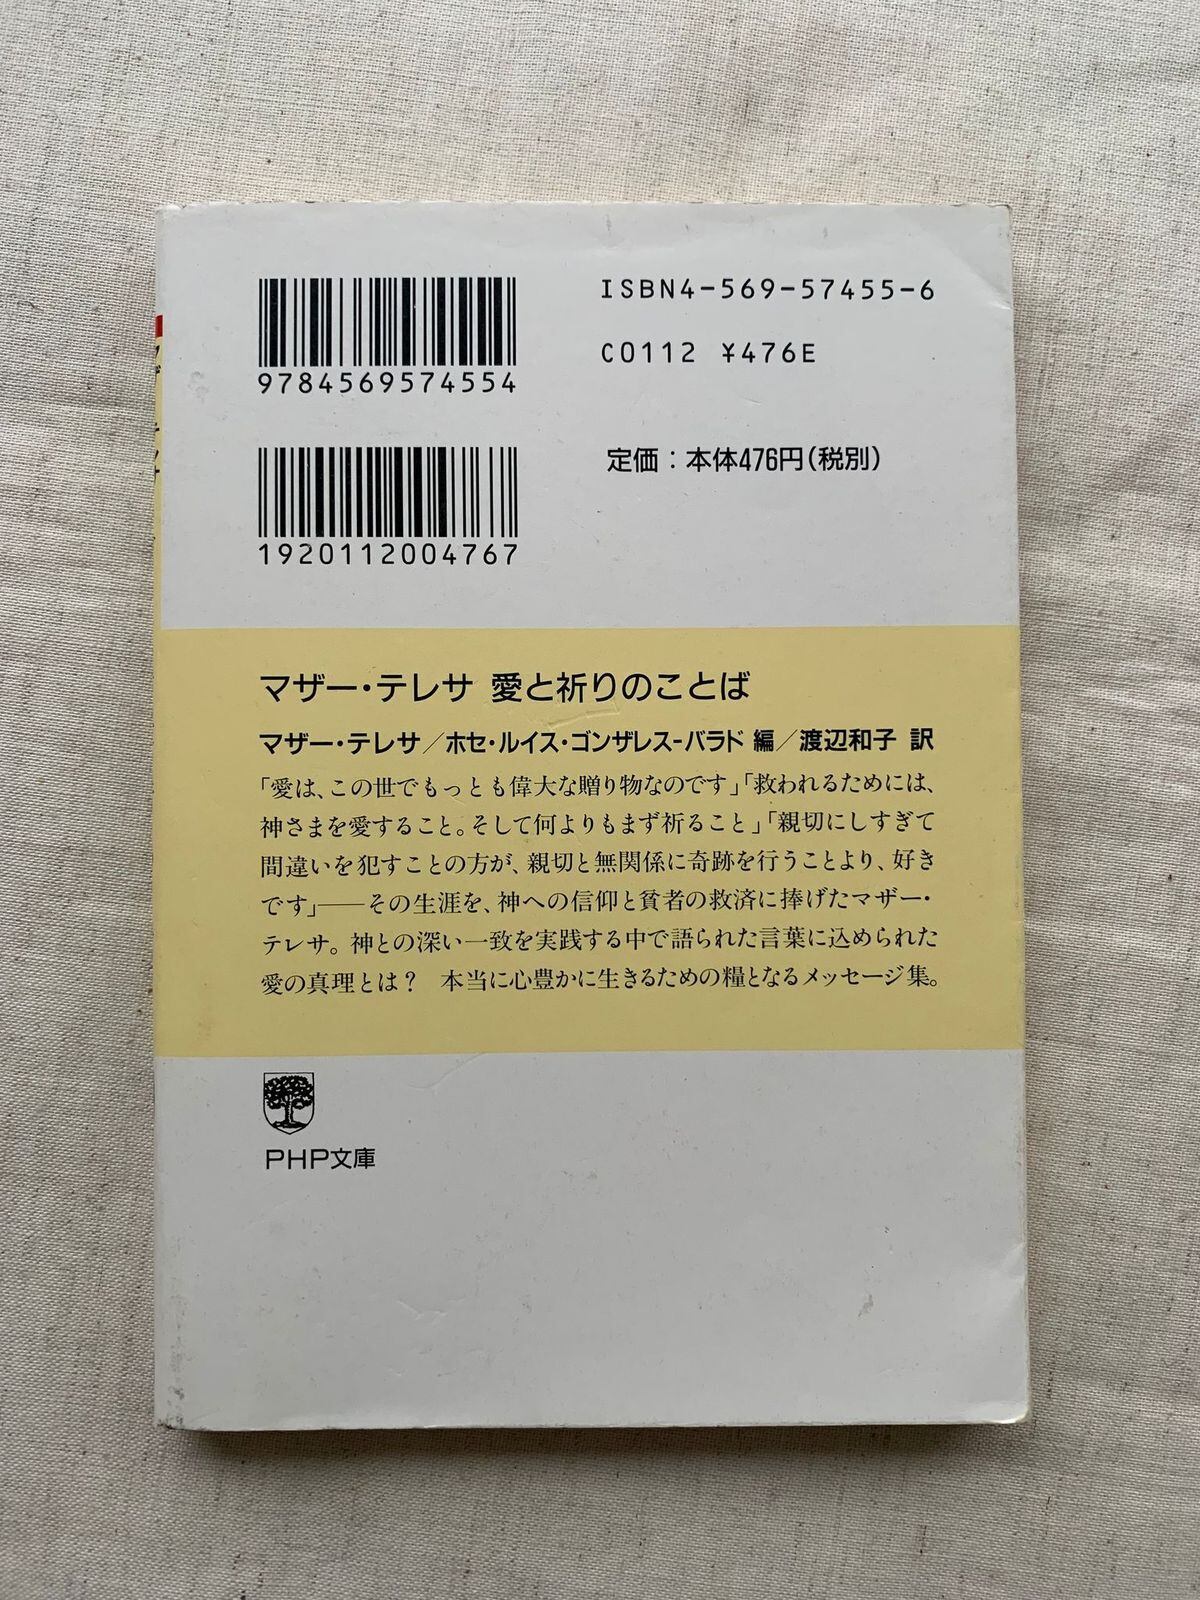 ISBN4-569-57455-6
9784569574554
C0112 ¥476E
定価：本体476円(税別)
1920112004767
マザー・テレサ 愛と祈りのことば
マザー・テレサ／ホセ・ルイス・ゴンザレス-バラド 編／渡辺和子 訳
「愛は、この世でもっとも偉大な贈り物なのです」「救われるためには、
神さまを愛すること。そして何よりもまず祈ること」「親切にしすぎて
間違いを犯すことの方が、親切と無関係に奇跡を行うことより、好き
です」──その生涯を、神への信仰と貧者の救済に捧げたマザー・
テレサ。神との深い一致を実践する中で語られた言葉に込められた
愛の真理とは？　本当に心豊かに生きるための糧となるメッセージ集。
PHP文庫